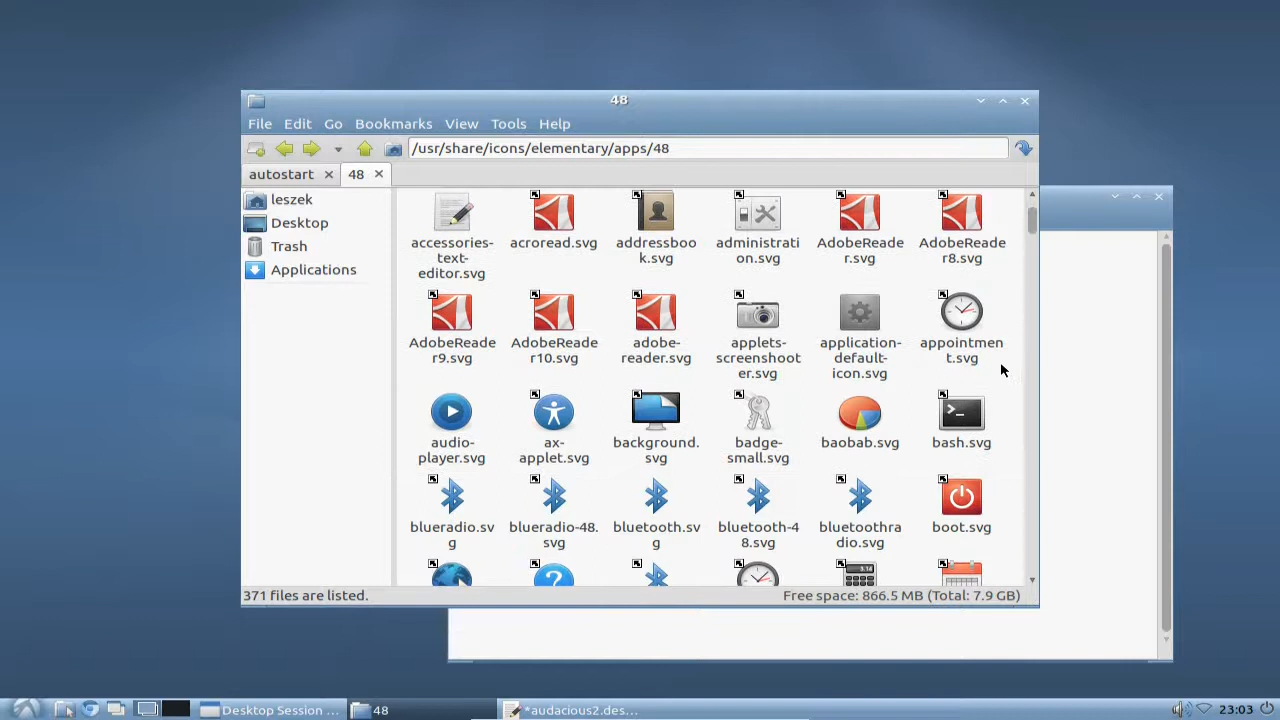 48
File Edit Go Bookmarks View Tools Help
/usr/share/icons/elementary/apps/48
autostart 48
leszek
Desktop
Trash
Applications
accessories-
text-
editor.svg
acroread.svg
addressboo
k.svg
administrati
on.svg
AdobeReade
r.svg
AdobeReade
r8.svg
AdobeReade
r9.svg
AdobeReade
r10.svg
adobe-
reader.svg
applets-
screenshoot
er.svg
application-
default-
icon.svg
appointmen
t.svg
audio-
player.svg
ax-
applet.svg
background.
svg
badge-
small.svg
baobab.svg
bash.svg
blueradio.sv
g
blueradio-48.
svg
bluetooth.sv
g
bluetooth-4
8.svg
bluetoothra
dio.svg
boot.svg
3.14
371 files are listed.
Free space: 866.5 MB (Total: 7.9 GB)
Desktop Session ...
48
*audacious2.des...
23:03